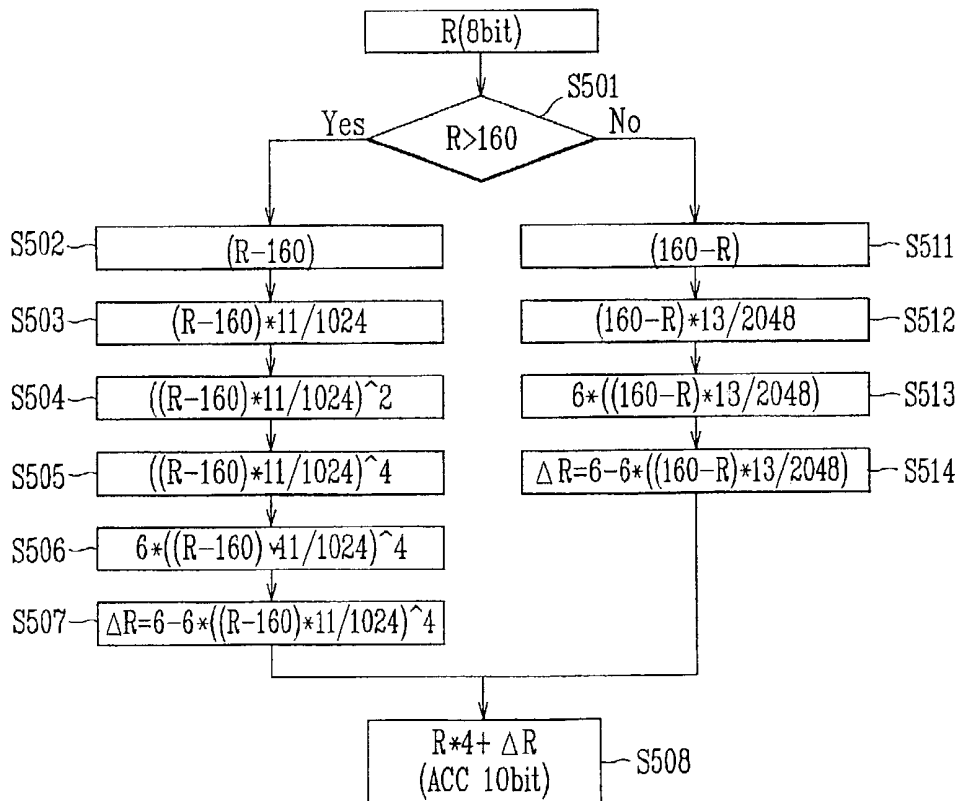 R(8bit)
S501
Yes
R>160
No
S502
(R-160)
S503
(R-160)*11/1024
S504
((R-160)*11/1024)^2
S505
((R-160)*11/1024)^4
S506
6*((R-160) 11/1024)^4
S507
ΔR=6-6*((R-160)*11/1024)^4
(160-R)
S511
(160-R)*13/2048
S512
6*((160-R)*13/2048)
S513
ΔR=6-6*((160-R)*13/2048)
S514
R*4+ ΔR
(ACC 10bit)
S508